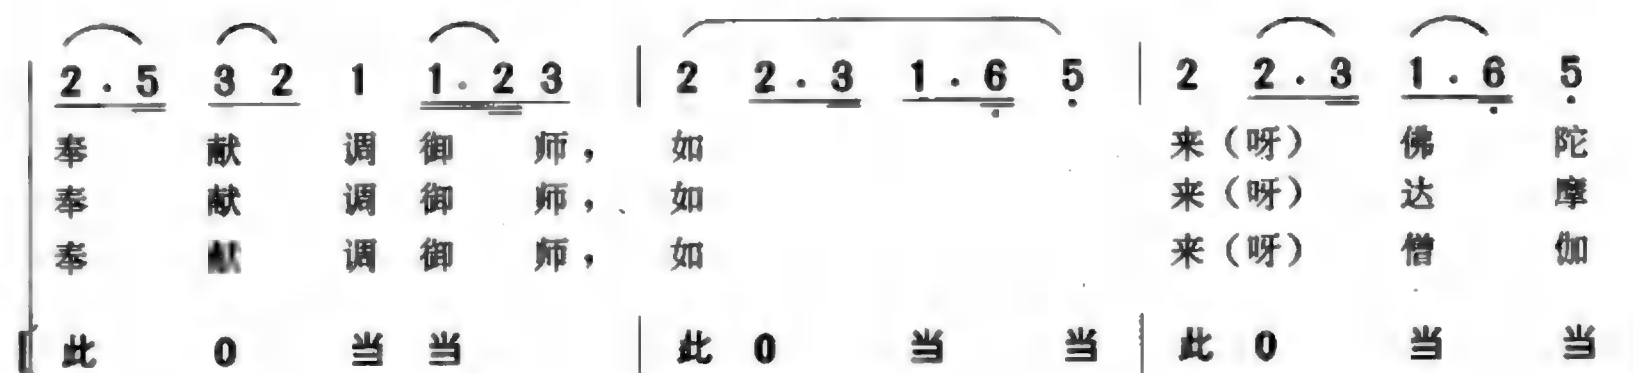 2·5 3 2 1 1·2 3 | 2 2·3 1·6 5 | 2 2·3 1·6 5
奉 献 调 御 师， 如 来（呀） 佛 陀
奉 献 调 御 师， 如 来（呀） 达 摩
奉 献 调 御 师， 如 来（呀） 僧 伽
此 0 当 当 | 此 0 当 当 | 此 0 当 当